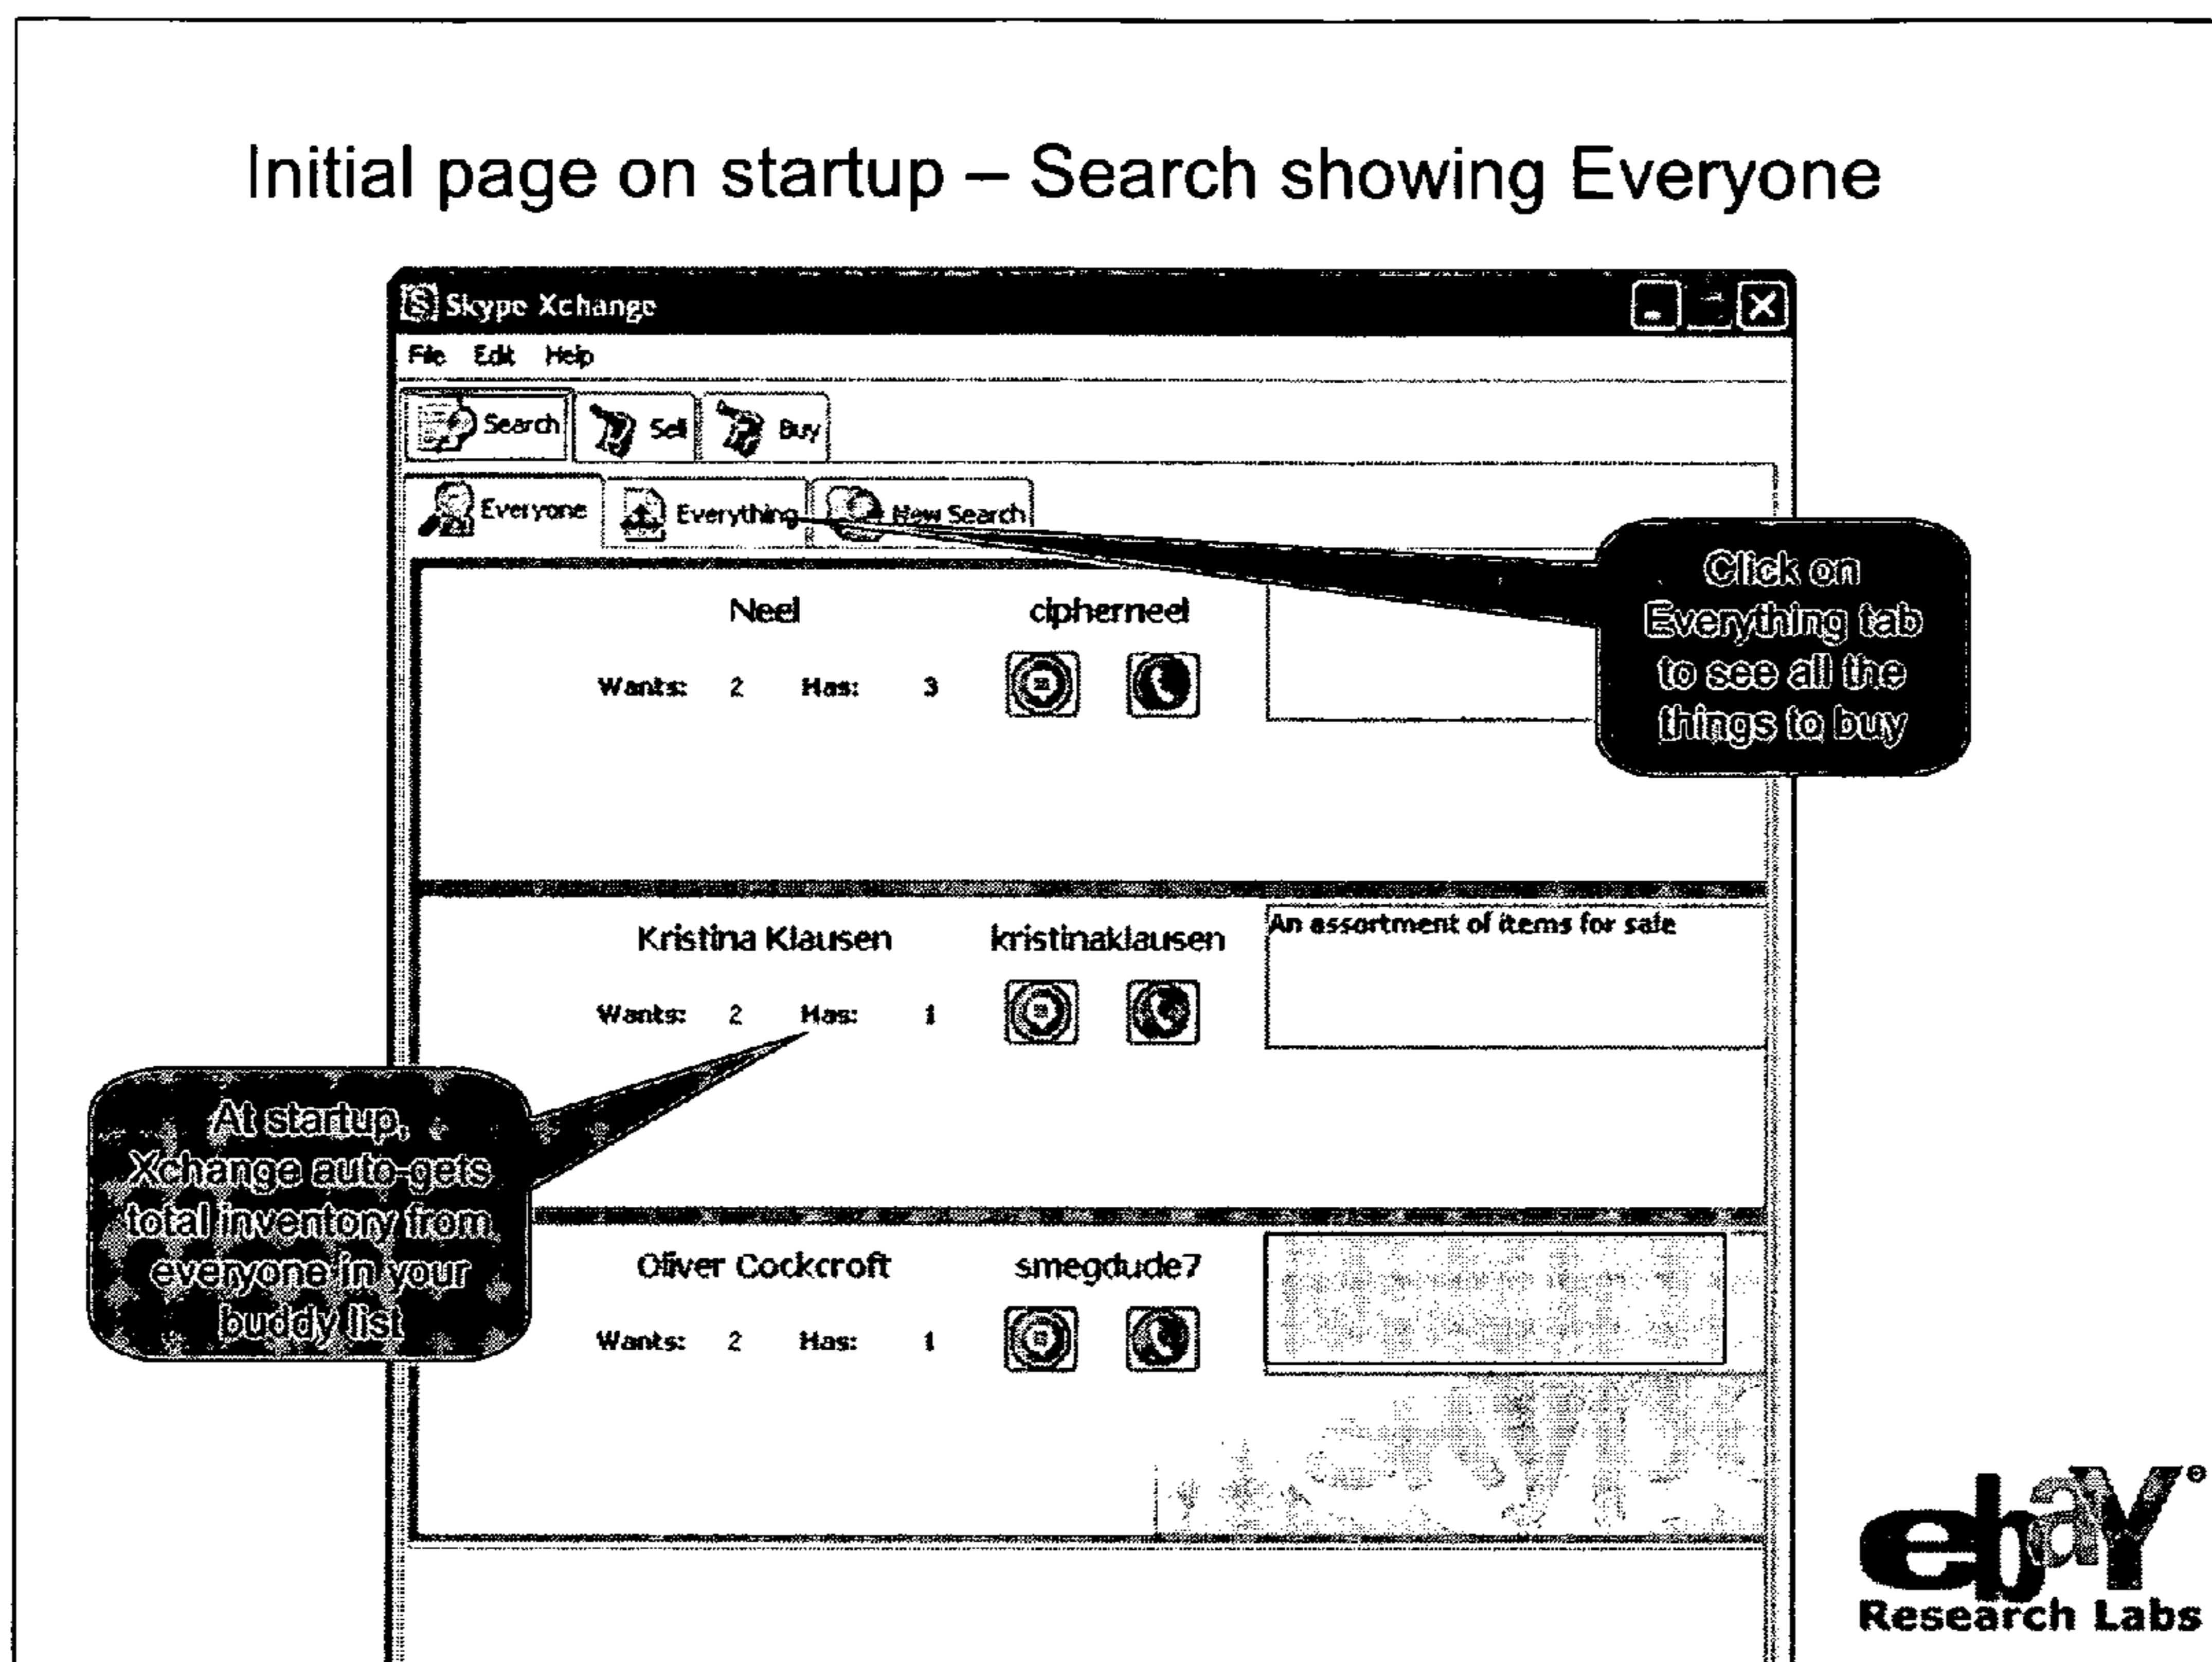 Initial page on startup – Search showing Everyone
Skype Xchange
File Edit Help
Search Sell Buy
Everyone Everything New Search
Click on
Everything tab
to see all the
things to buy
Neel cipherneel
Wants: 2 Has: 3
Kristina Klausen kristinaklausen
An assortment of items for sale
Wants: 2 Has: 1
At startup,
Xchange auto-gets
total inventory from
everyone in your
buddy list
Oliver Cockcroft smegdude7
Wants: 2 Has: 1
ebaY
Research Labs